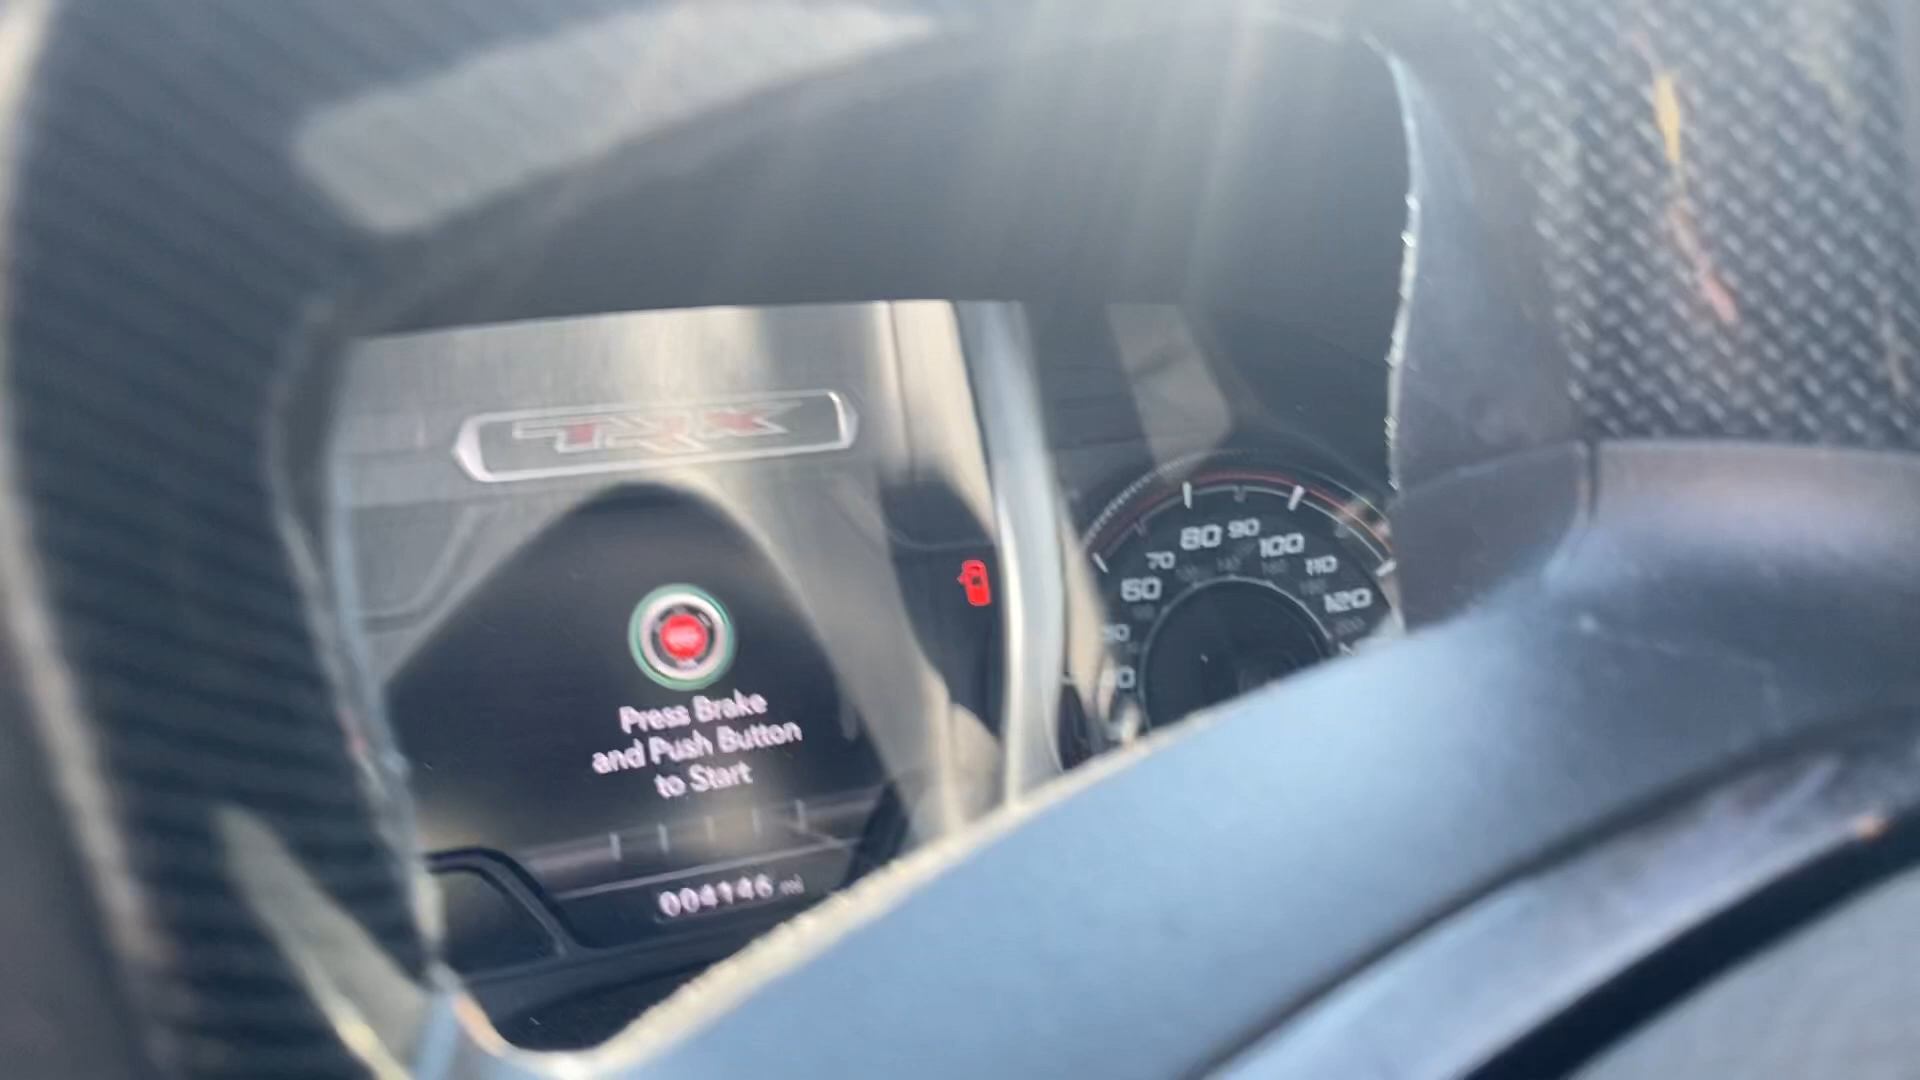 TRX
Press Brake
and Push Button
to Start
004146 mi
60
70
80
90
100
110
120